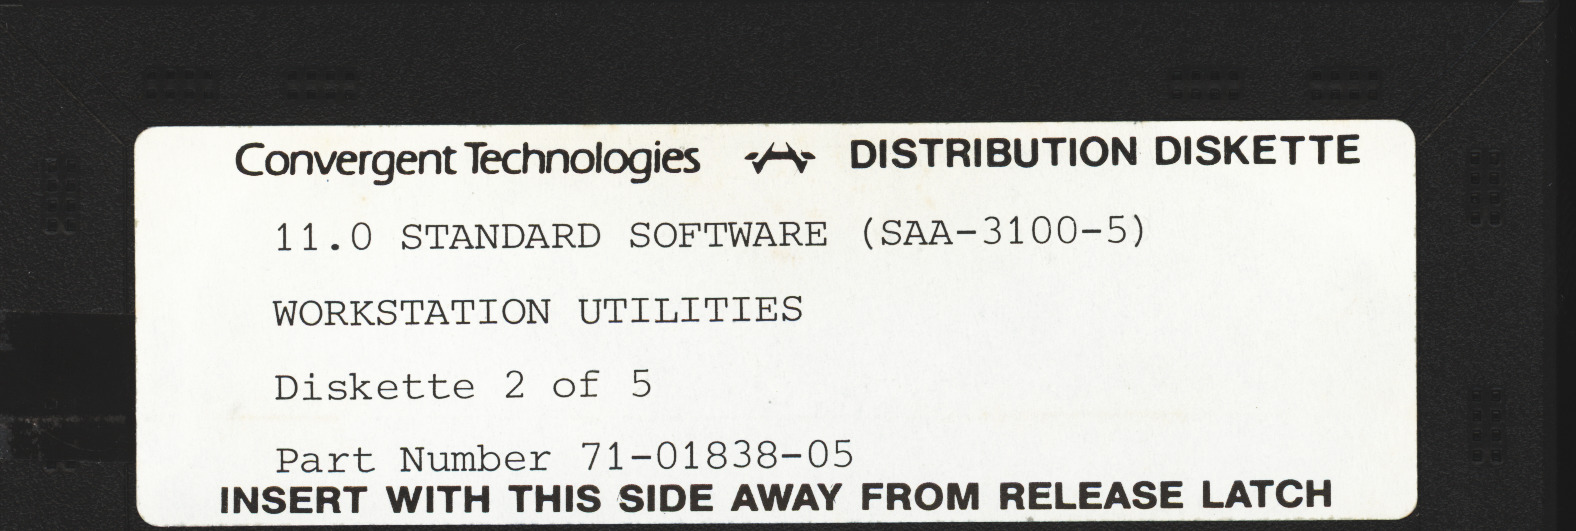 Convergent Technologies DISTRIBUTION DISKETTE
11.0 STANDARD SOFTWARE (SAA-3100-5)
WORKSTATION UTILITIES
Diskette 2 of 5
Part Number 71-01838-05
INSERT WITH THIS SIDE AWAY FROM RELEASE LATCH